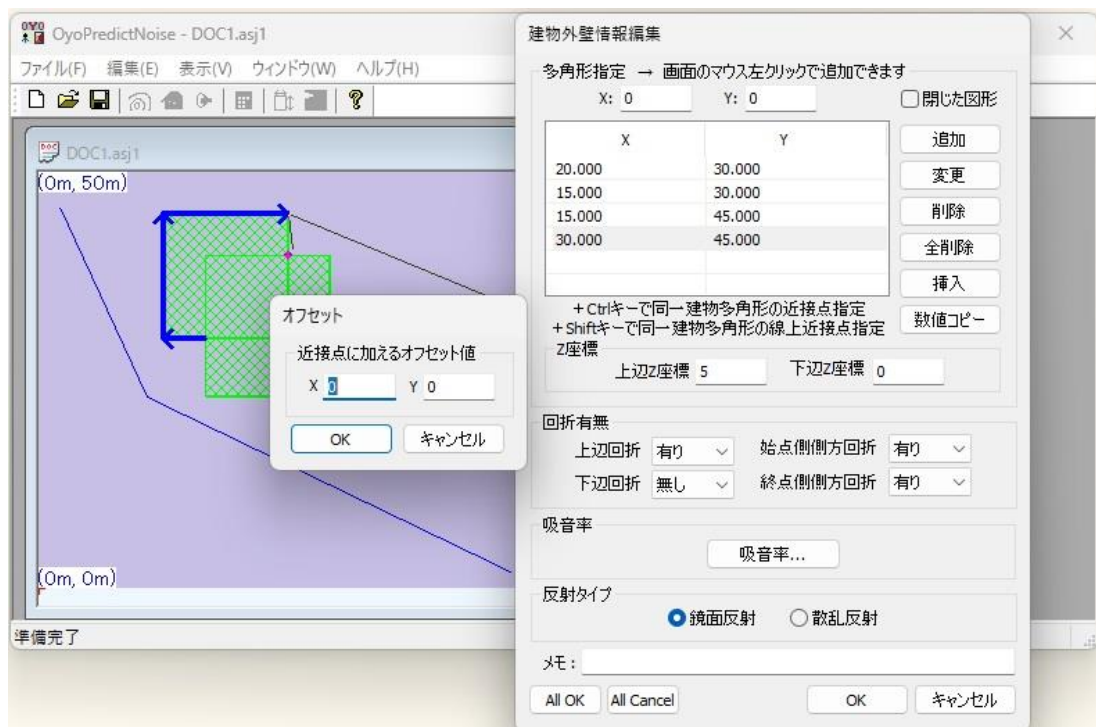 OyoPredictNoise - DOC1.asj1
ファイル(F) 編集(E) 表示(V) ウィンドウ(W) ヘルプ(H)
DOC1.asj1
(0m, 50m)
(0m, 0m)
準備完了
オフセット
近接点に加えるオフセット値
X 0 Y 0
OK キャンセル
建物外壁情報編集
多角形指定 → 画面のマウス左クリックで追加できます
X: 0 Y: 0 閉じた図形
X Y
20.000 30.000
15.000 30.000
15.000 45.000
30.000 45.000
追加
変更
削除
全削除
挿入
数値コピー
+Ctrlキーで同一建物多角形の近接点指定
+Shiftキーで同一建物多角形の線上近接点指定
Z座標
上辺Z座標 5 下辺Z座標 0
回折有無
上辺回折 有り 始点側側方回折 有り
下辺回折 無し 終点側側方回折 有り
吸音率
吸音率...
反射タイプ
鏡面反射 散乱反射
メモ:
All OK All Cancel OK キャンセル